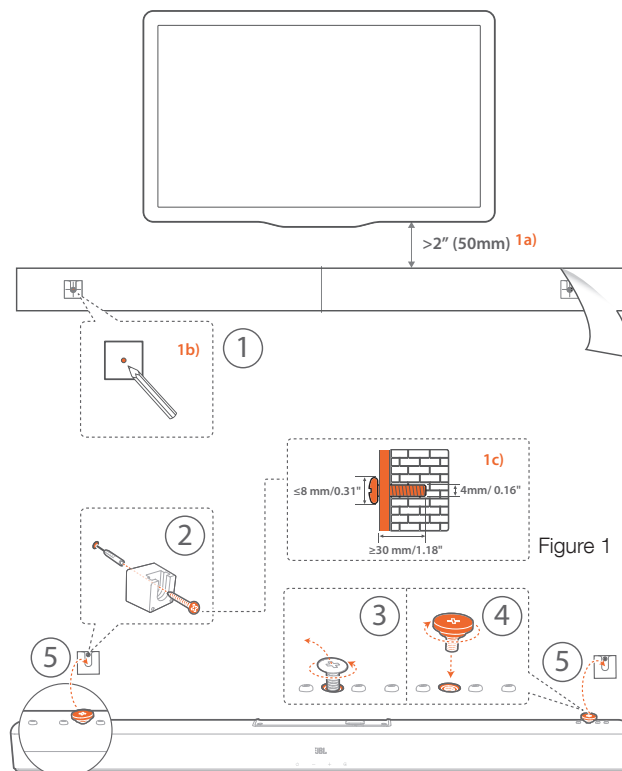 >2” (50mm) 1a)
1b)
1
1c)
≤8 mm/0.31"
4mm/ 0.16"
≥30 mm/1.18"
Figure 1
2
3
4
5
5
JBL